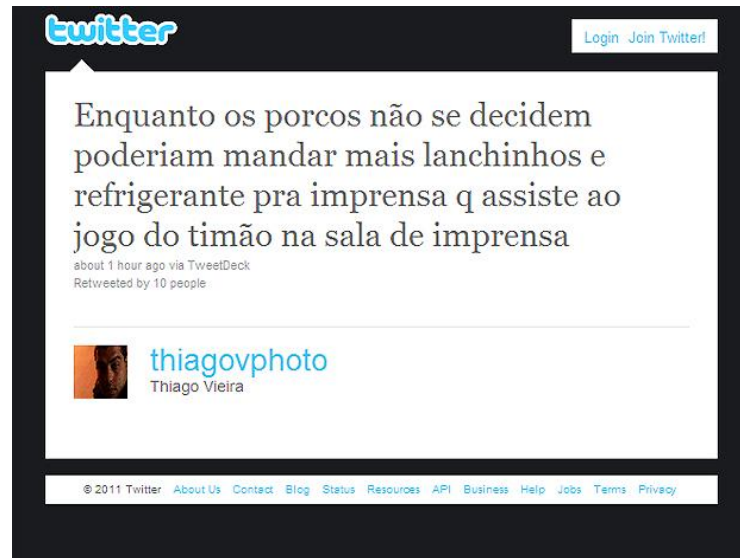 twitter
Login Join Twitter!
Enquanto os porcos não se decidem
poderiam mandar mais lanchinhos e
refrigerante pra imprensa q assiste ao
jogo do timão na sala de imprensa
about 1 hour ago via TweetDeck
Retweeted by 10 people
thiagovphoto
Thiago Vieira
© 2011 Twitter About Us Contact Blog Status Resources API Business Help Jobs Terms Privacy